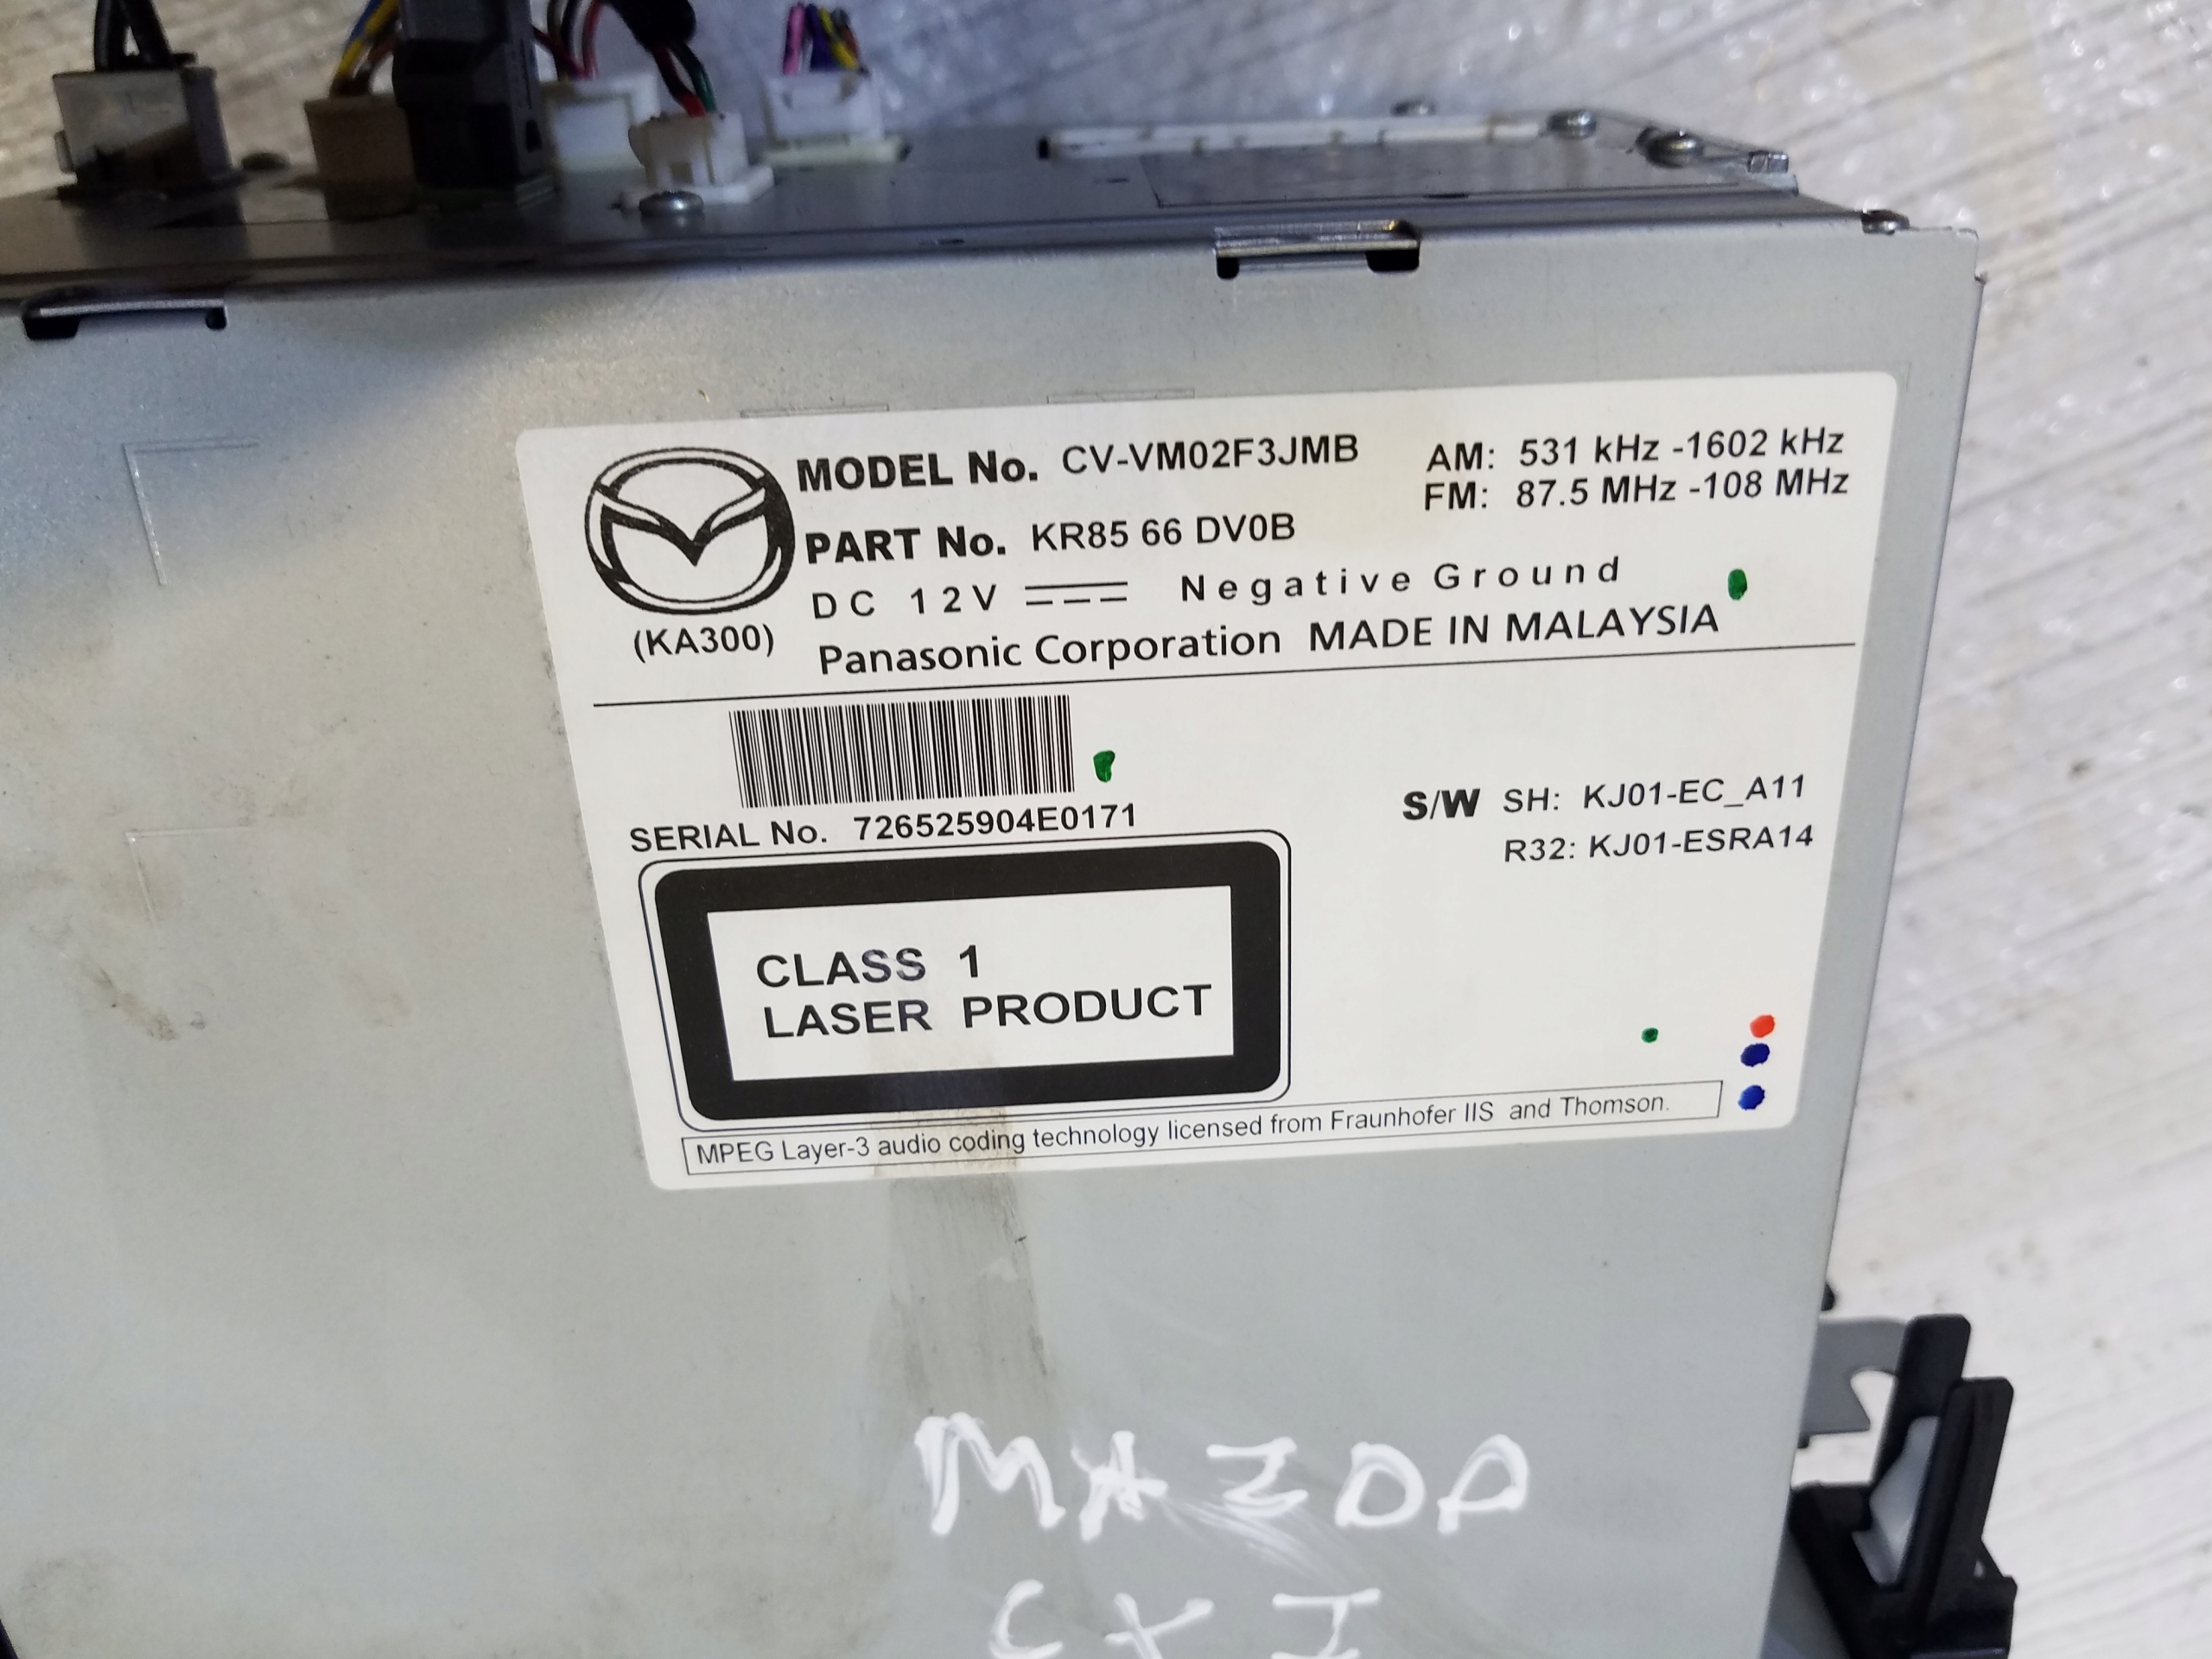 MODEL No. CV-VM02F3JMB
PART No. KR85 66 DV0B
DC 12V Negative Ground
Panasonic Corporation MADE IN MALAYSIA
(KA300)
AM: 531 kHz -1602 kHz
FM: 87.5 MHz -108 MHz
SERIAL No. 726525904E0171
S/W SH: KJ01-EC_A11
R32: KJ01-ESRA14
CLASS 1
LASER PRODUCT
MPEG Layer-3 audio coding technology licensed from Fraunhofer IIS and Thomson.
MAZDA